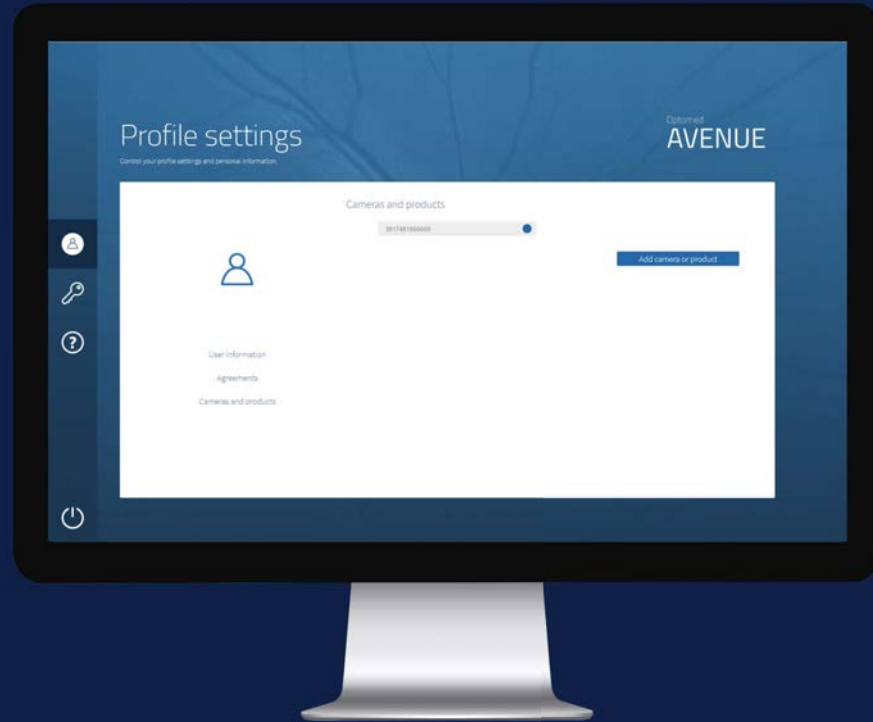 Profile settings
Control your profile settings and personal information
Optomed
AVENUE
Cameras and products
Add camera or product
User information
Agreements
Cameras and products
?